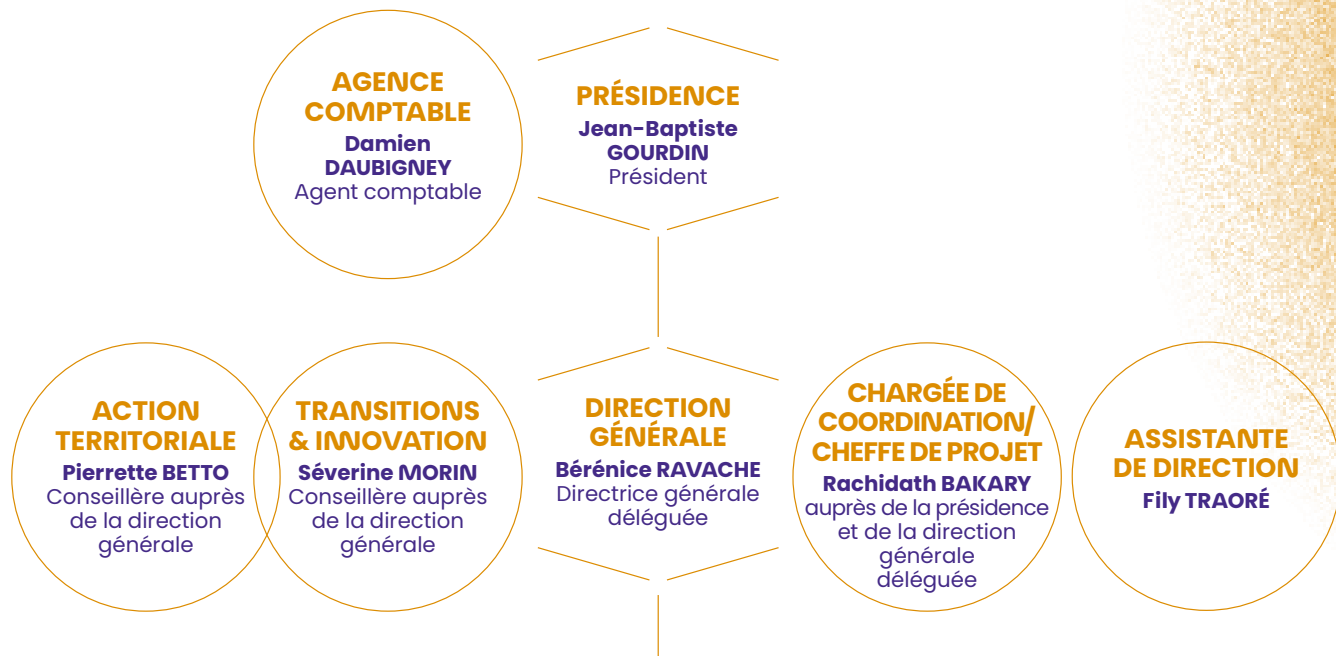 AGENCE
COMPTABLE
Damien
DAUBIGNEY
Agent comptable
PRÉSIDENCE
Jean-Baptiste
GOURDIN
Président
ACTION
TERRITORIALE
Pierrette BETTO
Conseillère auprès
de la direction
générale
TRANSITIONS
& INNOVATION
Séverine MORIN
Conseillère auprès
de la direction
générale
DIRECTION
GÉNÉRALE
Bérénice RAVACHE
Directrice générale
déléguée
CHARGÉE DE
COORDINATION/
CHEFFE DE PROJET
Rachidath BAKARY
auprès de la présidence
et de la direction
générale
déléguée
ASSISTANTE
DE DIRECTION
Fily TRAORÉ